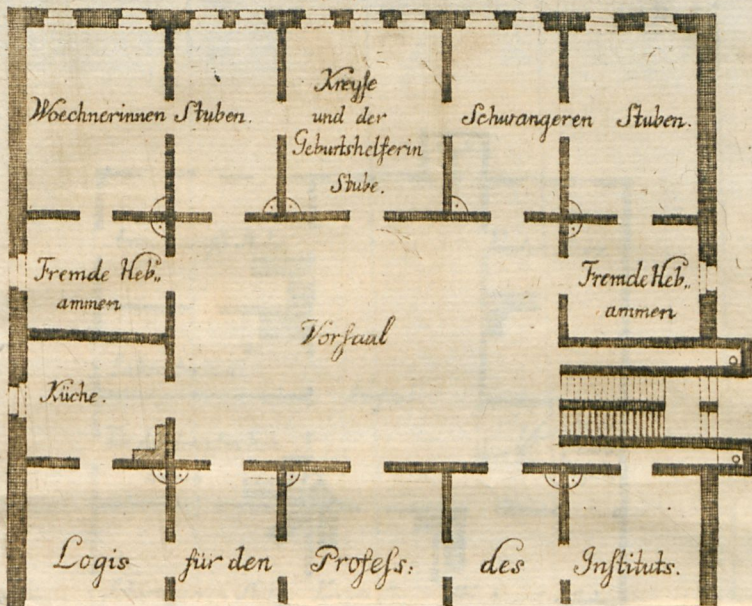 Woechnerinnen Stuben.
Kreyse
und der
Geburtshelferin
Stube.
Schwangeren Stuben.
Fremde Heb„
ammen
Vorsaal
Fremde Heb„
ammen
Küche.
Logis für den Profess: des Instituts.